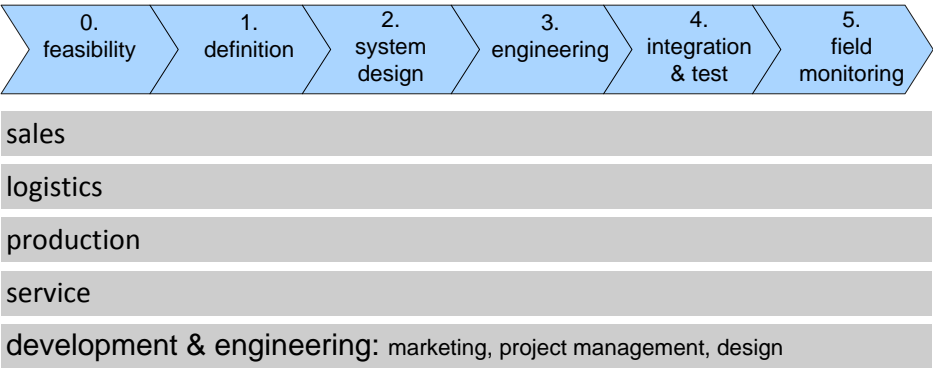 0.
feasibility
1.
definition
2.
system
design
3.
engineering
4.
integration
& test
5.
field
monitoring
sales
logistics
production
service
development & engineering: marketing, project management, design